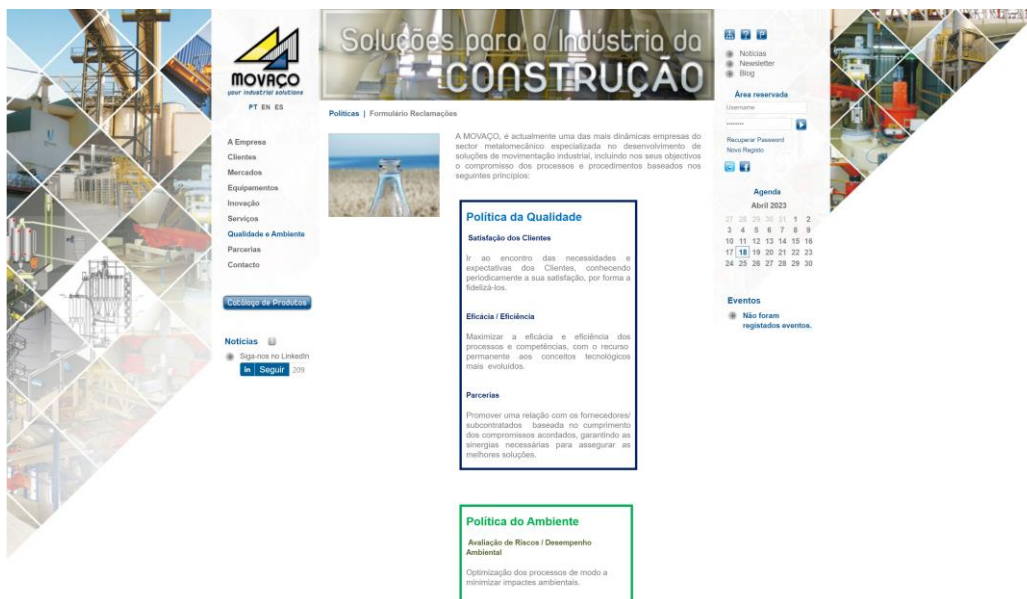 MOVAÇO
your industrial solutions
PT EN ES
A Empresa
Clientes
Mercados
Equipamentos
Inovação
Serviços
Qualidade e Ambiente
Parcerias
Contacto
Catálogo de Produtos
Notícias
Siga-nos no LinkedIn
in Seguir 209
Soluções para a Indústria da
CONSTRUÇÃO
Políticas | Formulário Reclamações
A MOVAÇO, é actualmente uma das mais dinâmicas empresas do
sector metalomecânico especializada no desenvolvimento de
soluções de movimentação industrial, incluindo nos seus objectivos
o compromisso dos processos e procedimentos baseados nos
seguintes princípios:
Política da Qualidade
Satisfação dos Clientes
Ir ao encontro das necessidades e
expectativas dos Clientes, conhecendo
periodicamente a sua satisfação, por forma a
fidelizá-los.
Eficácia / Eficiência
Maximizar a eficácia e eficiência dos
processos e competências, com o recurso
permanente aos conceitos tecnológicos
mais evoluídos.
Parcerias
Promover uma relação com os fornecedores/
subcontratados baseada no cumprimento
dos compromissos acordados, garantindo as
sinergias necessárias para assegurar as
melhores soluções.
Política do Ambiente
Avaliação de Riscos / Desempenho
Ambiental
Optimização dos processos de modo a
minimizar impactes ambientais.
? P
Notícias
Newsletter
Blog
Área reservada
Username
••••••••
Recuperar Password
Novo Registo
Agenda
Abril 2023
27 28 29 30 31 1 2
3 4 5 6 7 8 9
10 11 12 13 14 15 16
17 18 19 20 21 22 23
24 25 26 27 28 29 30
Eventos
Não foram
registados eventos.